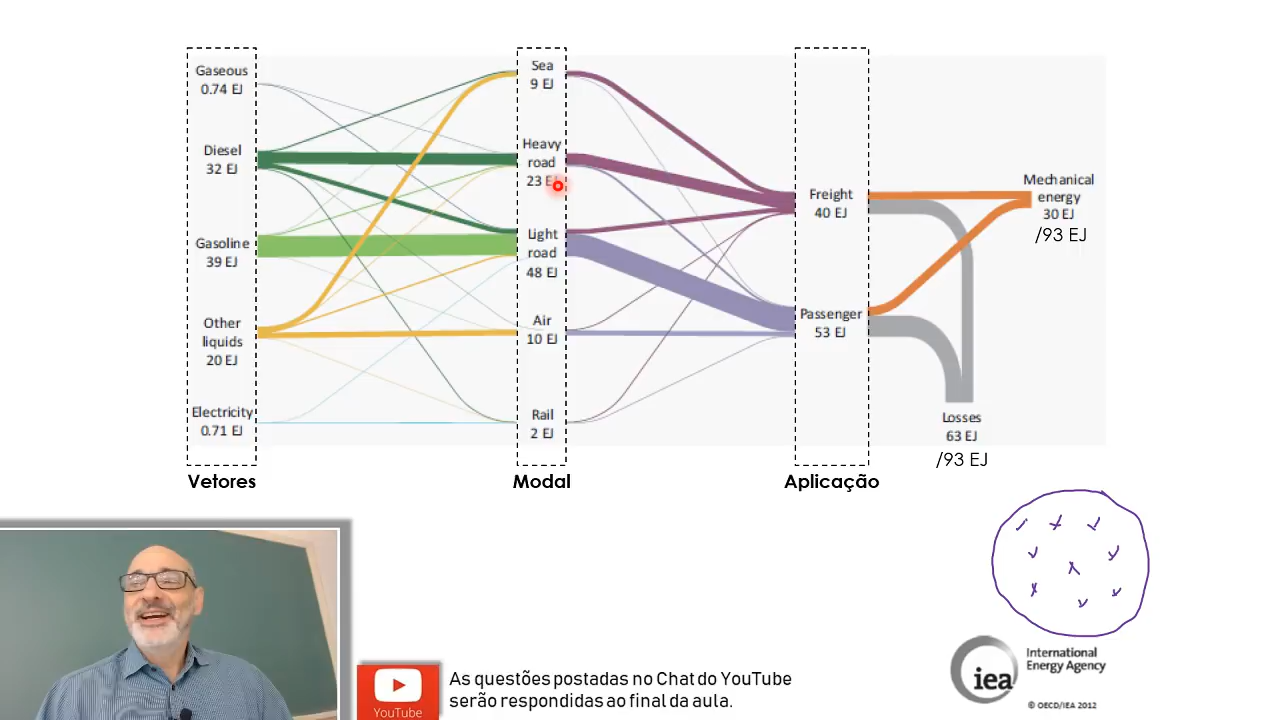 Gaseous
0.74 EJ
Diesel
32 EJ
Gasoline
39 EJ
Other
liquids
20 EJ
Electricity
0.71 EJ
Vetores
Sea
9 EJ
Heavy
road
23 EJ
Light
road
48 EJ
Air
10 EJ
Rail
2 EJ
Modal
Freight
40 EJ
Passenger
53 EJ
Aplicação
Mechanical
energy
30 EJ
/93 EJ
Losses
63 EJ
/93 EJ
YouTube
As questões postadas no Chat do YouTube
serão respondidas ao final da aula.
iea
International
Energy Agency
© OECD/IEA 2012